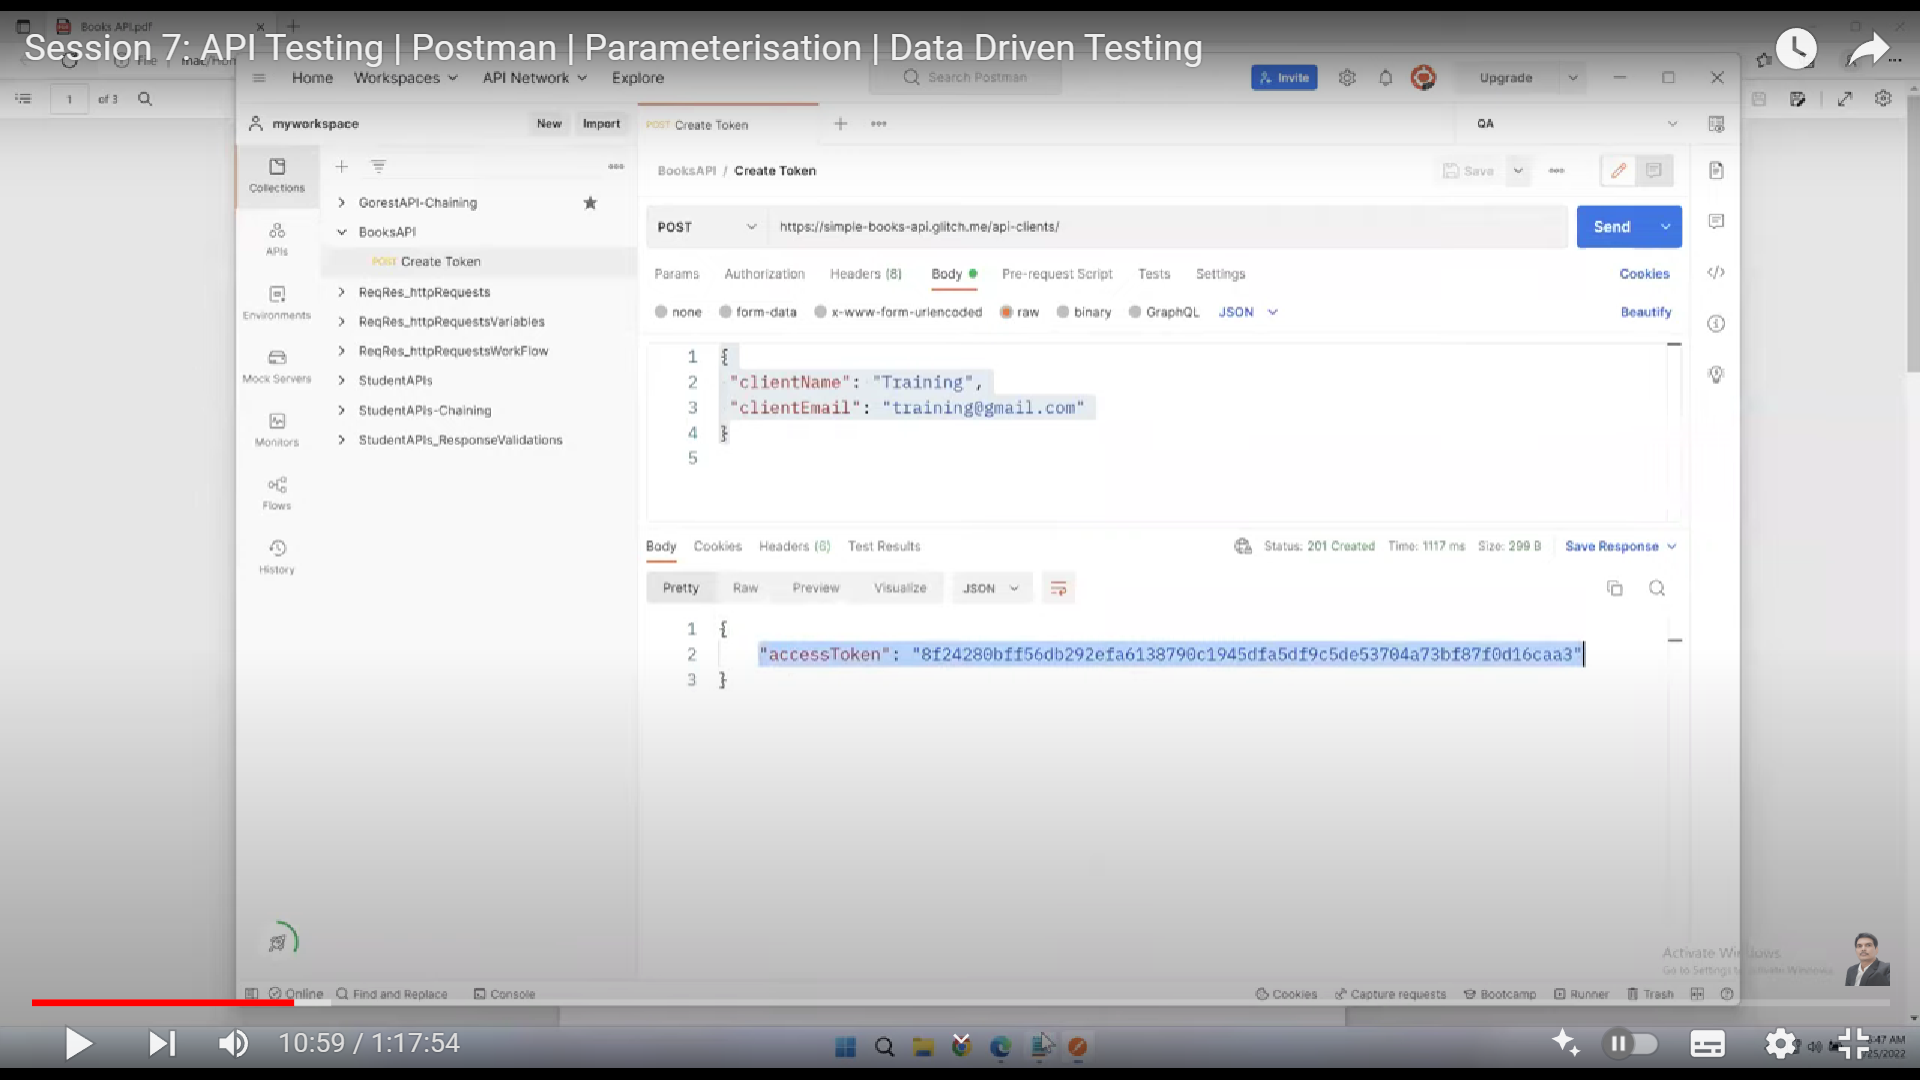 Books API.pdf
Session 7: API Testing | Postman | Parameterisation | Data Driven Testing
File
Home Workspaces API Network Explore Search Postman Invite Upgrade
1 of 3
myworkspace New Import POST Create Token QA
Collections
BooksAPI / Create Token Save
GorestAPI-Chaining
BooksAPI
POST Create Token
ReqRes_httpRequests
ReqRes_httpRequestsVariables
ReqRes_httpRequestsWorkFlow
StudentAPIs
StudentAPIs-Chaining
StudentAPIs_ResponseValidations
APIs
Environments
Mock Servers
Monitors
Flows
History
POST https://simple-books-api.glitch.me/api-clients/ Send
Params Authorization Headers (8) Body Pre-request Script Tests Settings Cookies
none form-data x-www-form-urlencoded raw binary GraphQL JSON Beautify
1 {
2 "clientName": "Training",
3 "clientEmail": "training@gmail.com"
4 }
5
Body Cookies Headers (6) Test Results Status: 201 Created Time: 1117 ms Size: 299 B Save Response
Pretty Raw Preview Visualize JSON
1 {
2 "accessToken": "8f24280bff56db292efa6138790c1945dfa5df9c5de53704a73bf87f0d16caa3"
3 }
Activate Windows
Go to Settings to activate Windows.
Online Find and Replace Console Cookies Capture requests Bootcamp Runner Trash
10:59 / 1:17:54